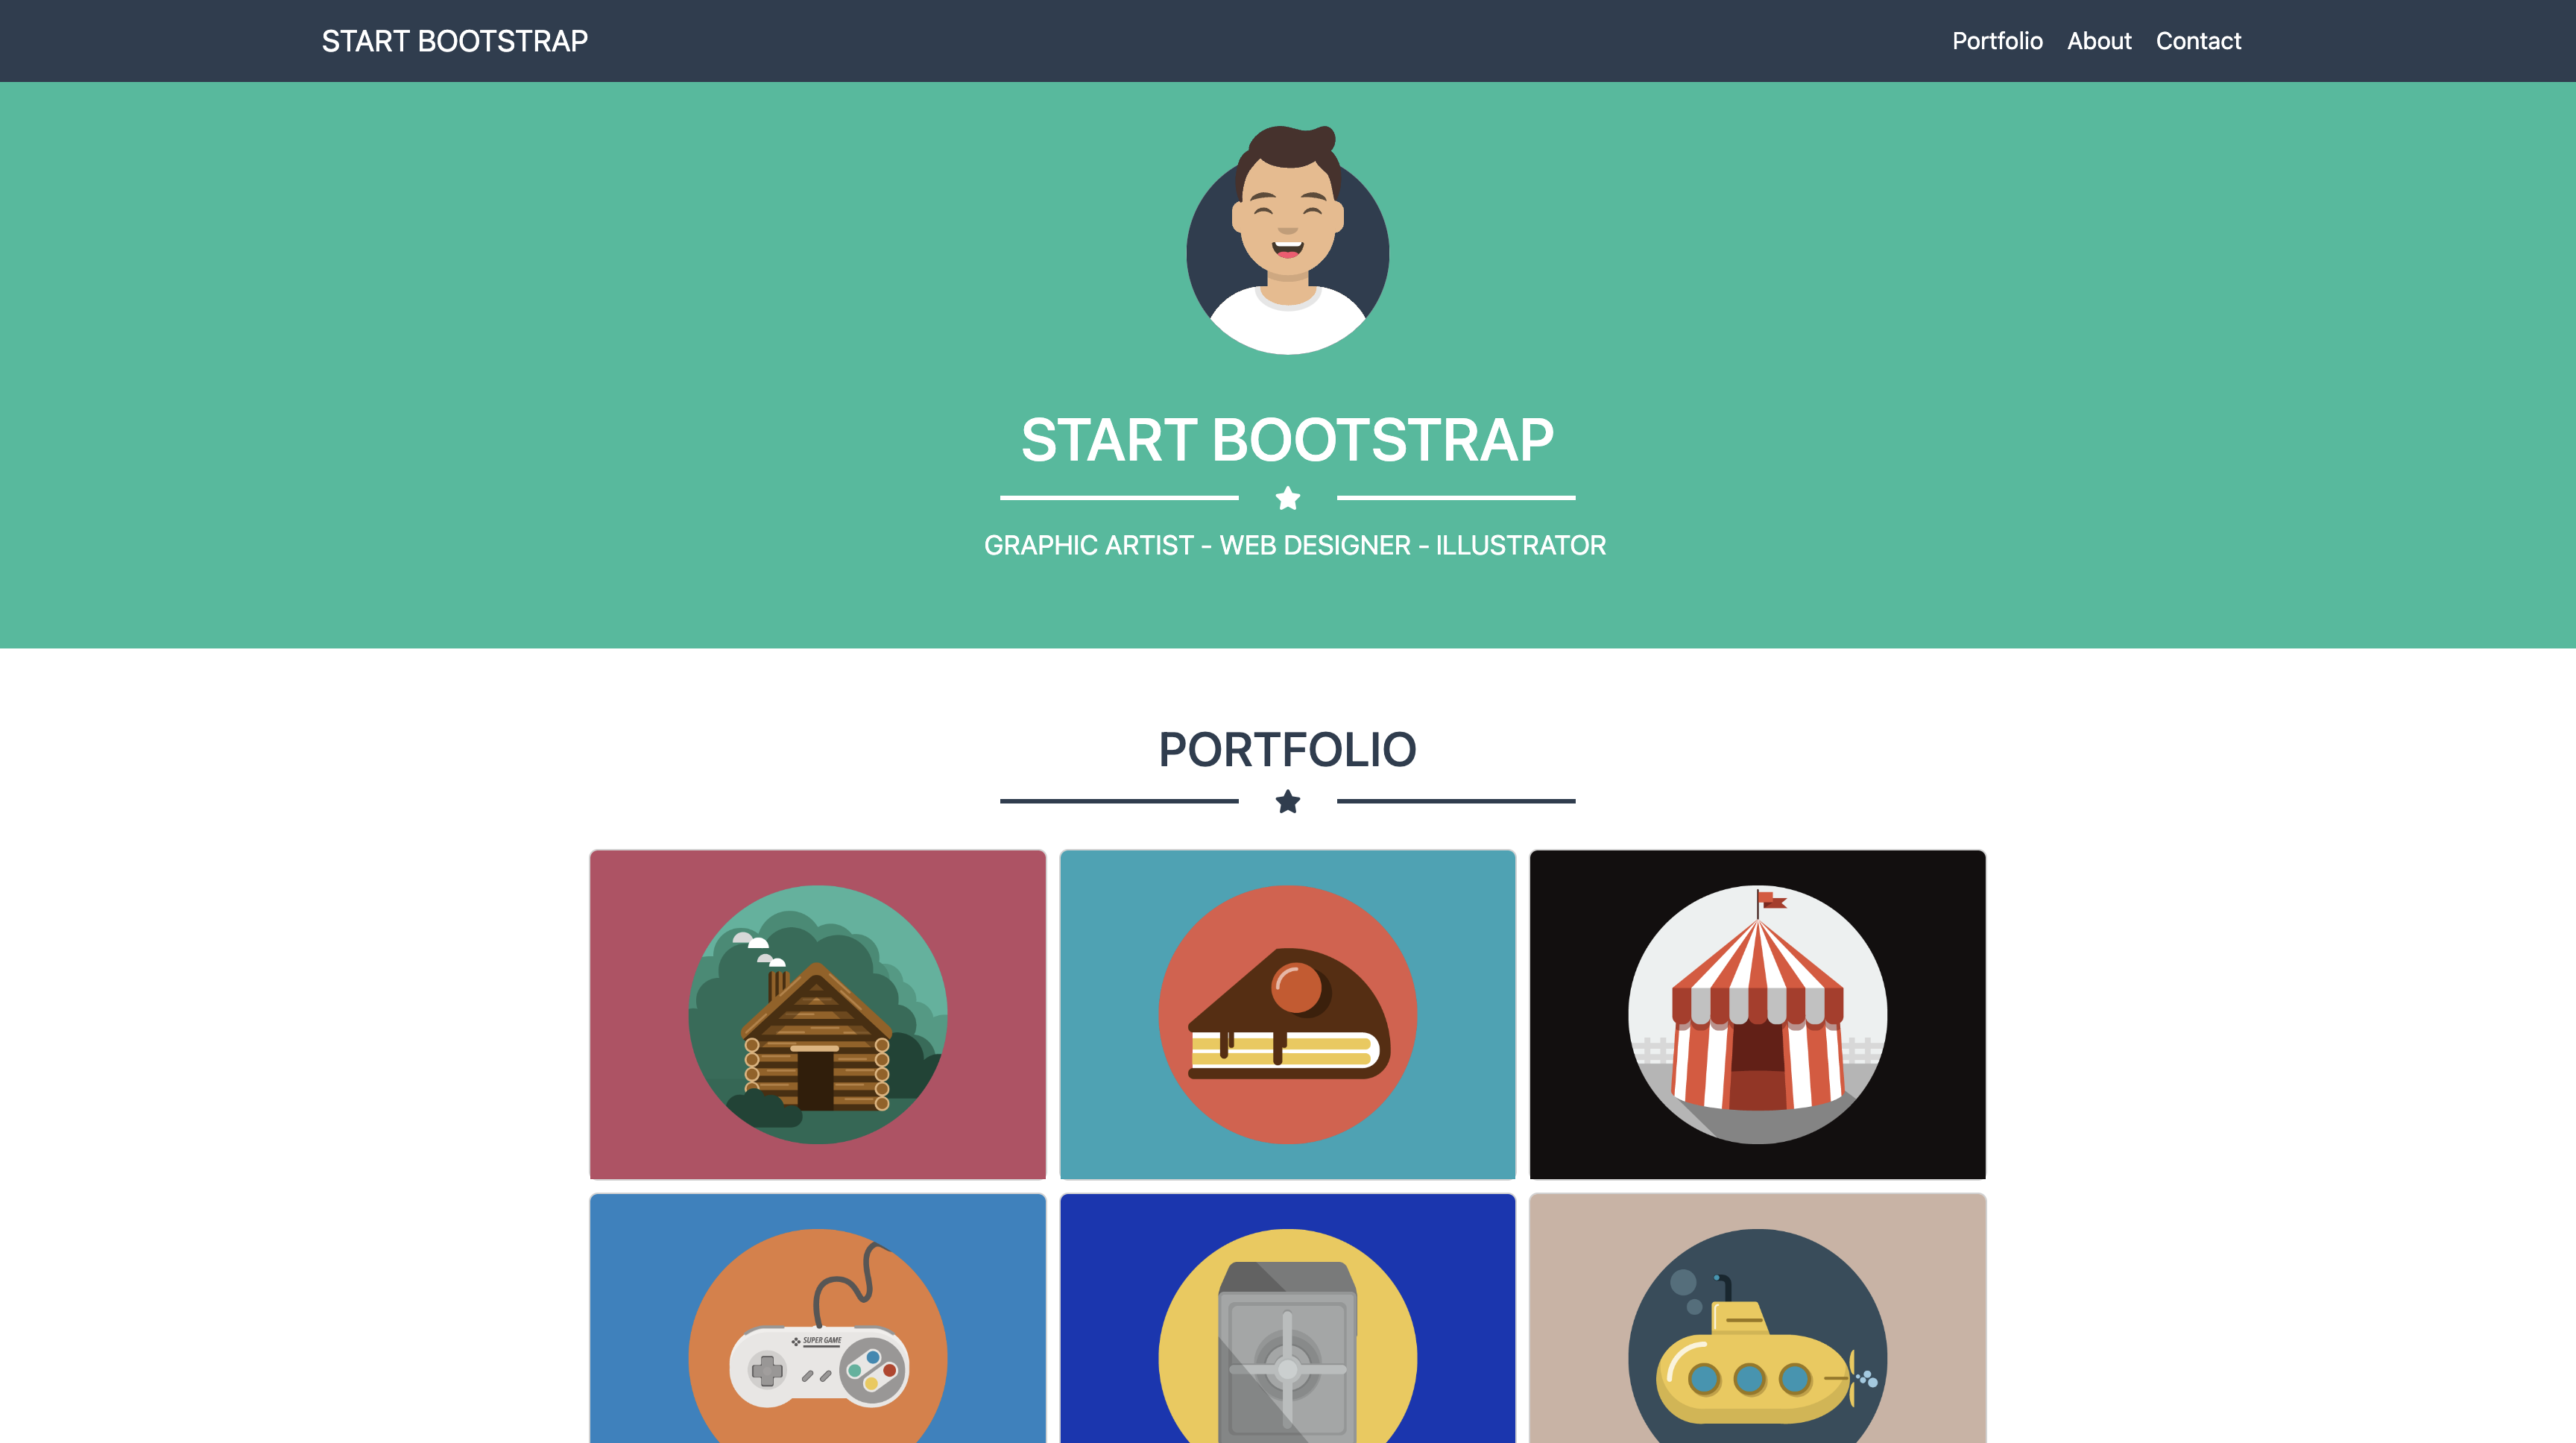 START BOOTSTRAP
Portfolio About Contact
START BOOTSTRAP
GRAPHIC ARTIST - WEB DESIGNER - ILLUSTRATOR
PORTFOLIO
SUPER GAME